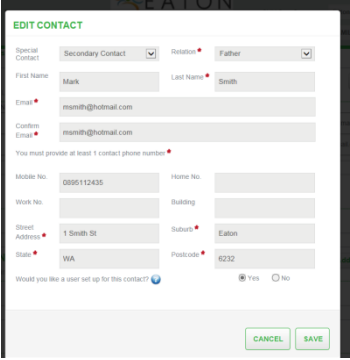 EATON
EDIT CONTACT
Special Contact Secondary Contact Relation * Father
First Name Mark Last Name * Smith
Email * msmith@hotmail.com
Confirm Email * msmith@hotmail.com
You must provide at least 1 contact phone number *
Mobile No. 0895112435 Home No.
Work No. Building
Street Address * 1 Smith St Suburb * Eaton
State * WA Postcode * 6232
Would you like a user set up for this contact? ? Yes No
CANCEL SAVE